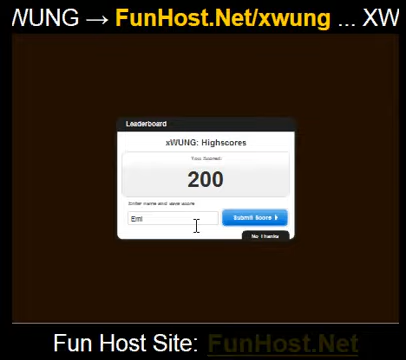 WUNG → FunHost.Net/xwung ... XW
Leaderboard
xWUNG: Highscores
You Scored:
200
Enter name and save score
Emi
Submit Score
No Thanks
Fun Host Site: FunHost.Net